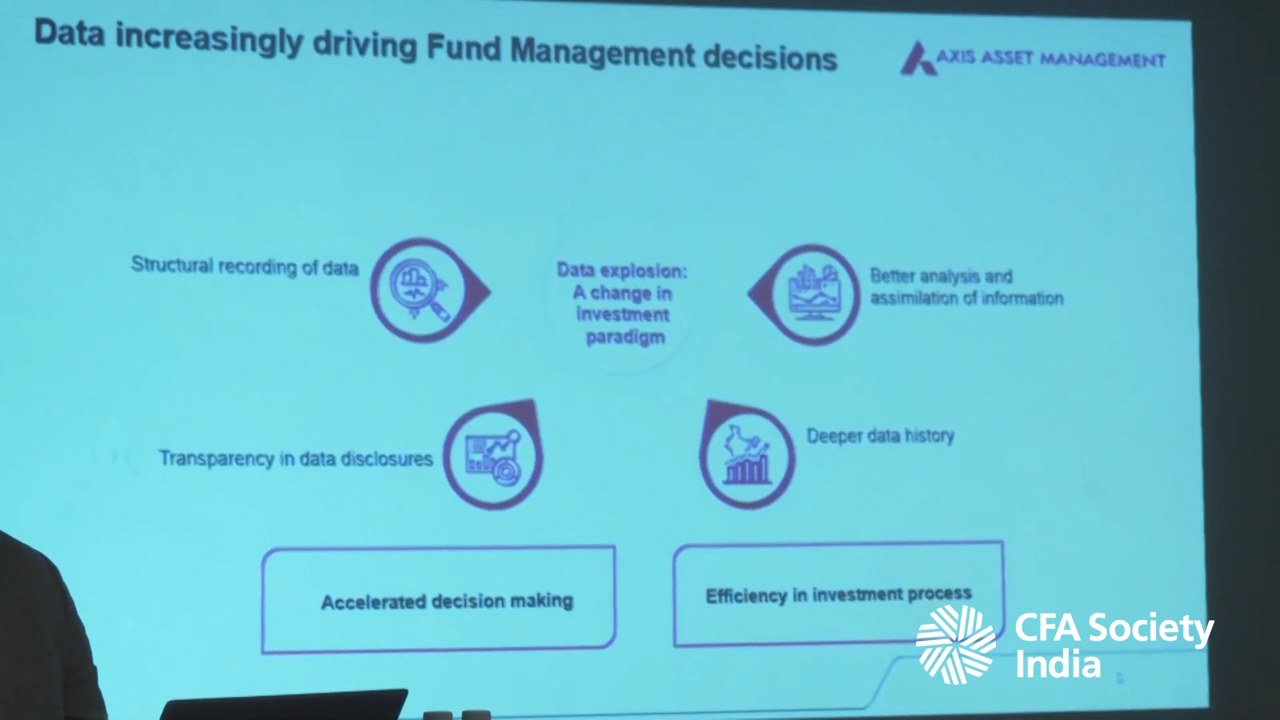 Data increasingly driving Fund Management decisions
AXIS ASSET MANAGEMENT
Structural recording of data
Data explosion:
A change in
investment
paradigm
Better analysis and
assimilation of information
Transparency in data disclosures
Deeper data history
Accelerated decision making
Efficiency in investment process
CFA Society
India